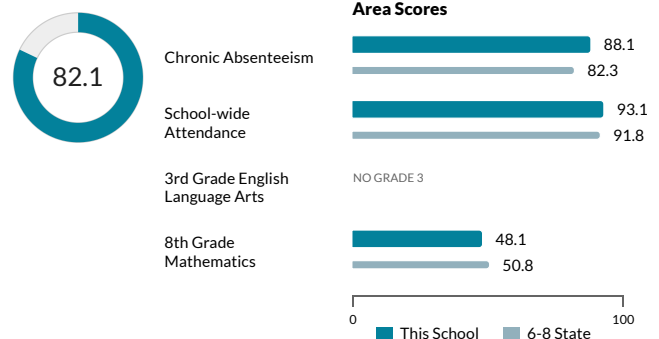 Area Scores
82.1
Chronic Absenteeism
88.1
82.3
School-wide
Attendance
93.1
91.8
3rd Grade English
Language Arts
NO GRADE 3
8th Grade
Mathematics
48.1
50.8
0
100
This School
6-8 State